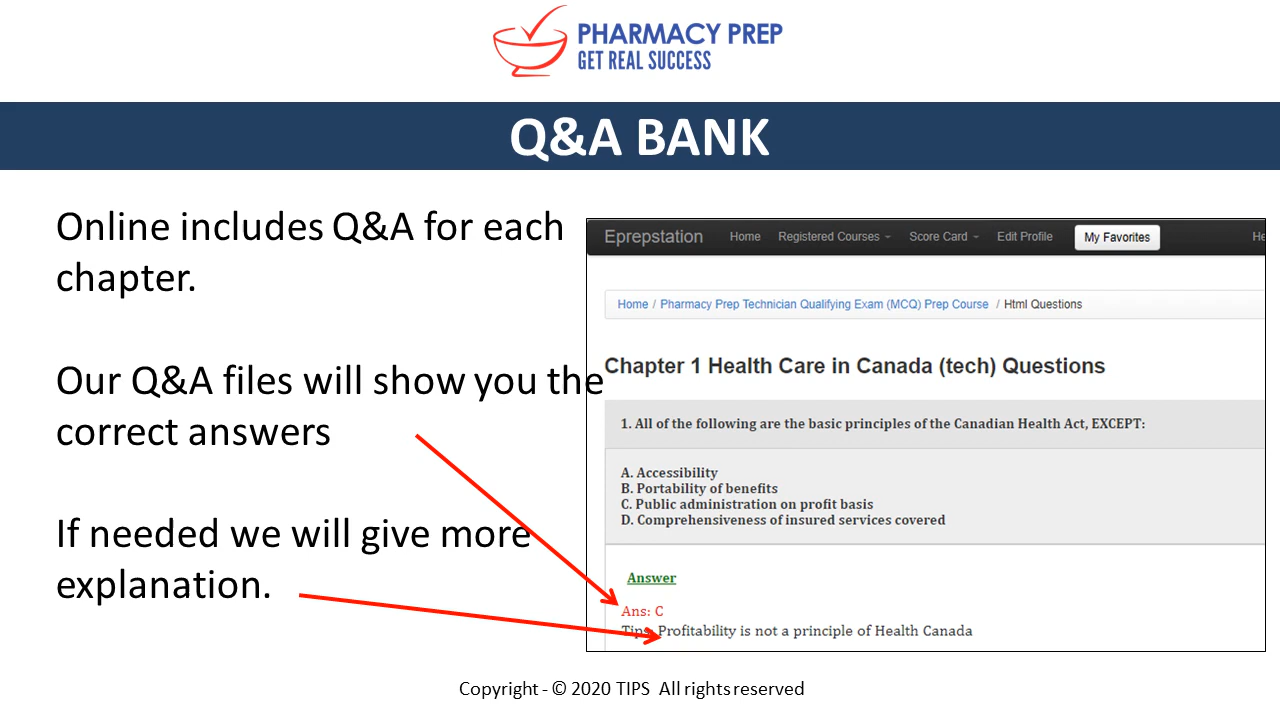 PHARMACY PREP
GET REAL SUCCESS
Q&A BANK
Online includes Q&A for each
chapter.
Our Q&A files will show you the
correct answers
If needed we will give more
explanation.
Eprepstation Home Registered Courses Score Card Edit Profile My Favorites
Home / Pharmacy Prep Technician Qualifying Exam (MCQ) Prep Course / Html Questions
Chapter 1 Health Care in Canada (tech) Questions
1. All of the following are the basic principles of the Canadian Health Act, EXCEPT:
A. Accessibility
B. Portability of benefits
C. Public administration on profit basis
D. Comprehensiveness of insured services covered
Answer
Ans: C
Tips: Profitability is not a principle of Health Canada
Copyright - © 2020 TIPS All rights reserved